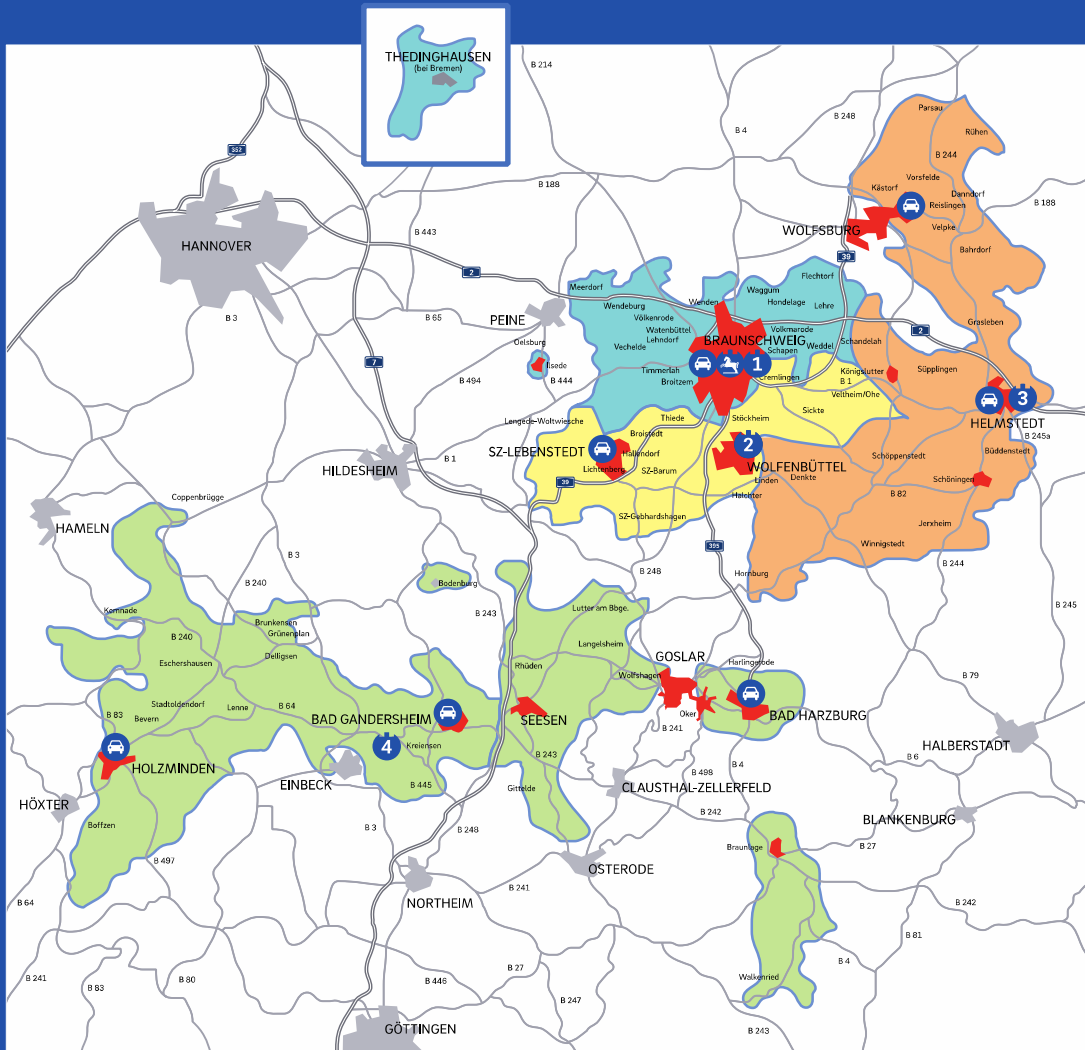 THEDINGHAUSEN
(bei Bremen)
B 214
B 4
B 248
Parsau
Rühen
B 244
352
B 188
Vorsfelde
Kästorf
Danndorf
Reislingen
B 188
WOLFSBURG
Velpke
Bahrdorf
HANNOVER
B 443
39
2
Flechtorf
Meerdorf
Waggum
Wenden
Hondelage
Lehre
Wendeburg
B 3
B 65
PEINE
Völkenrode
Watenbüttel
Lehndorf
Volkmarode
BRAUNSCHWEIG
Schapen
Weddel
Schandelah
Grasleben
2
Oelsburg
Vechelde
Ilsede
7
Timmerlah
Broitzem
1
Cremlingen
Königslutter
B 1
Süpplingen
B 494
B 444
Veltheim/Ohe
3
HELMSTEDT
Lengede-Woltwiesche
Thiede
Stöckheim
Sickte
Broistedt
2
B 245a
SZ-LEBENSTEDT
Hallendorf
Lichtenberg
SZ-Barum
WOLFENBÜTTEL
Linden
Denkte
Schöppenstedt
Büddenstedt
HILDESHEIM
B 1
39
Schöningen
Halchter
B 82
Coppenbrügge
SZ-Gebhardshagen
Jerxheim
HAMELN
395
Winnigstedt
B 3
B 248
B 244
Hornburg
B 240
Bodenburg
B 243
B 245
Kemnade
Lutter am Bbge.
Brunkensen
Grünenplan
B 240
Langelsheim
Delligsen
GOSLAR
Eschershausen
Rhüden
Harlingerode
Wolfshagen
B 79
Stadtoldendorf
Lenne
B 64
B 83
Bevern
BAD GANDERSHEIM
SEESEN
Oker
BAD HARZBURG
B 241
4
Kreiensen
HALBERSTADT
B 243
B 6
HOLZMINDEN
B 498
B 4
EINBECK
B 445
Gittelde
CLAUSTHAL-ZELLERFELD
HÖXTER
B 242
BLANKENBURG
Boffzen
B 3
B 248
Braunlage
B 27
B 497
OSTERODE
B 241
B 64
NORTHEIM
B 242
B 81
B 27
B 4
B 241
B 80
B 446
Walkenried
B 83
B 247
GÖTTINGEN
B 243